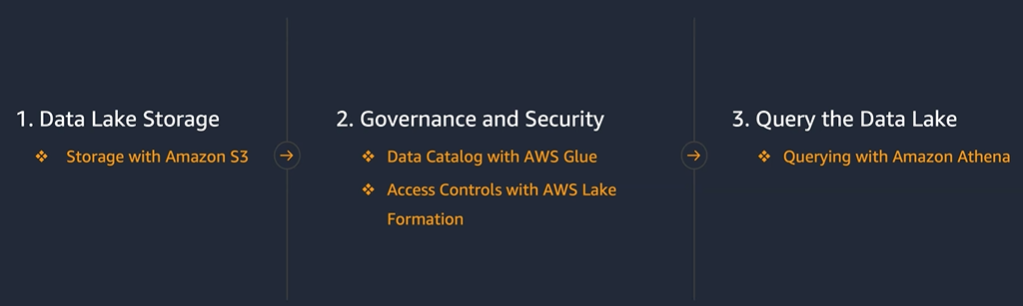 1. Data Lake Storage
❖ Storage with Amazon S3
2. Governance and Security
❖ Data Catalog with AWS Glue
❖ Access Controls with AWS Lake
Formation
3. Query the Data Lake
❖ Querying with Amazon Athena